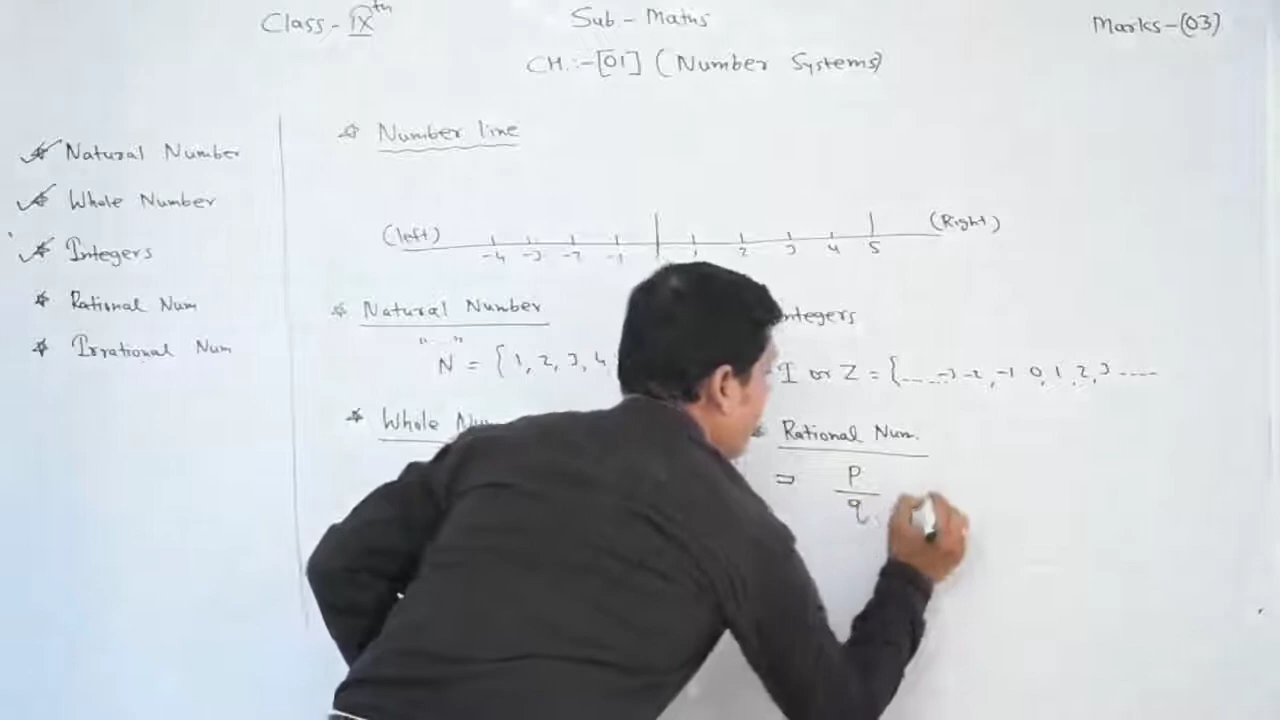 Class - IXth
Sub - Maths
Marks - (03)
CH. :- [01] (Number Systems)
Natural Number
Whole Number
Integers
Rational Num
Irrational Num
Number line
(left)
(Right)
-4 -3 -2 -1 1 2 3 4 5
Natural Number
"N"
N = { 1, 2, 3, 4,
Whole Num
ntegers
I or Z = {......-3 -2, -1 0, 1, 2, 3 .....
Rational Num.
⇒ P
q,